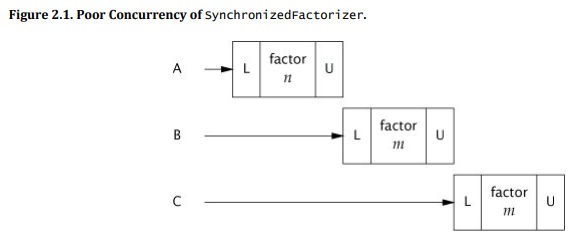 Figure 2.1. Poor Concurrency of SynchronizedFactorizer.
A L factor n U
B L factor m U
C L factor m U